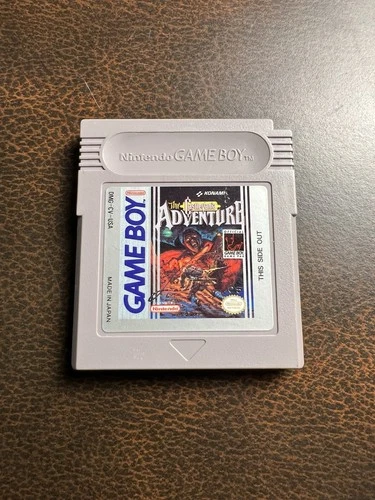 Nintendo GAME BOY TM
DMG-CV-USA
MADE IN JAPAN
GAME BOY
KONAMI
The Castlevania
ADVENTURE
Nintendo
THIS SIDE OUT